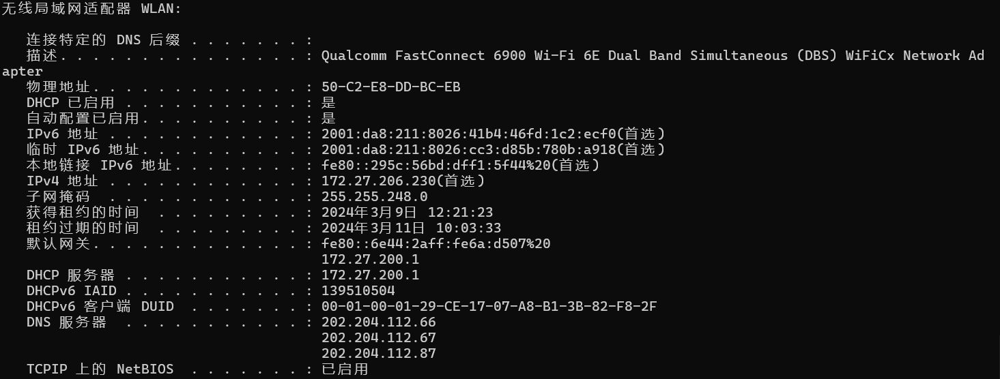 无线局域网适配器 WLAN:
连接特定的 DNS 后缀 . . . . . . . :
描述. . . . . . . . . . . . . . . : Qualcomm FastConnect 6900 Wi-Fi 6E Dual Band Simultaneous (DBS) WiFiCx Network Ad
apter
物理地址. . . . . . . . . . . . . : 50-C2-E8-DD-BC-EB
DHCP 已启用 . . . . . . . . . . . : 是
自动配置已启用. . . . . . . . . . : 是
IPv6 地址 . . . . . . . . . . . . : 2001:da8:211:8026:41b4:46fd:1c2:ecf0(首选)
临时 IPv6 地址. . . . . . . . . . : 2001:da8:211:8026:cc3:d85b:780b:a918(首选)
本地链接 IPv6 地址. . . . . . . . : fe80::295c:56bd:dff1:5f44%20(首选)
IPv4 地址 . . . . . . . . . . . . : 172.27.206.230(首选)
子网掩码  . . . . . . . . . . . . : 255.255.248.0
获得租约的时间  . . . . . . . . . : 2024年3月9日 12:21:23
租约过期的时间  . . . . . . . . . : 2024年3月11日 10:03:33
默认网关. . . . . . . . . . . . . : fe80::6e44:2aff:fe6a:d507%20
172.27.200.1
DHCP 服务器 . . . . . . . . . . . : 172.27.200.1
DHCPv6 IAID . . . . . . . . . . . : 139510504
DHCPv6 客户端 DUID  . . . . . . . : 00-01-00-01-29-CE-17-07-A8-B1-3B-82-F8-2F
DNS 服务器  . . . . . . . . . . . : 202.204.112.66
202.204.112.67
202.204.112.87
TCPIP 上的 NetBIOS  . . . . . . . : 已启用